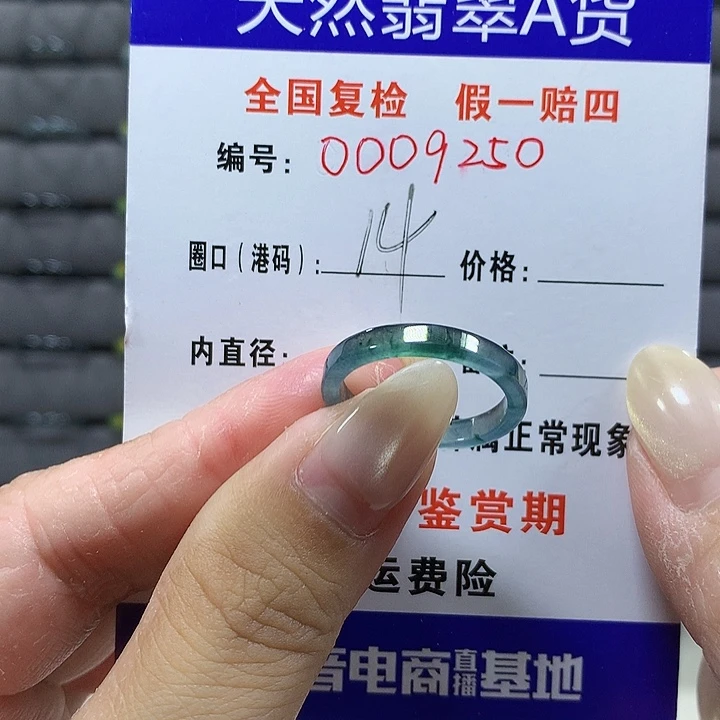 天然翡翠A货
全国复检 假一赔四
编号: 0009250
圈口(港码): 14 价格:
内直径:
属正常现象
鉴赏期
运费险
音电商直播基地